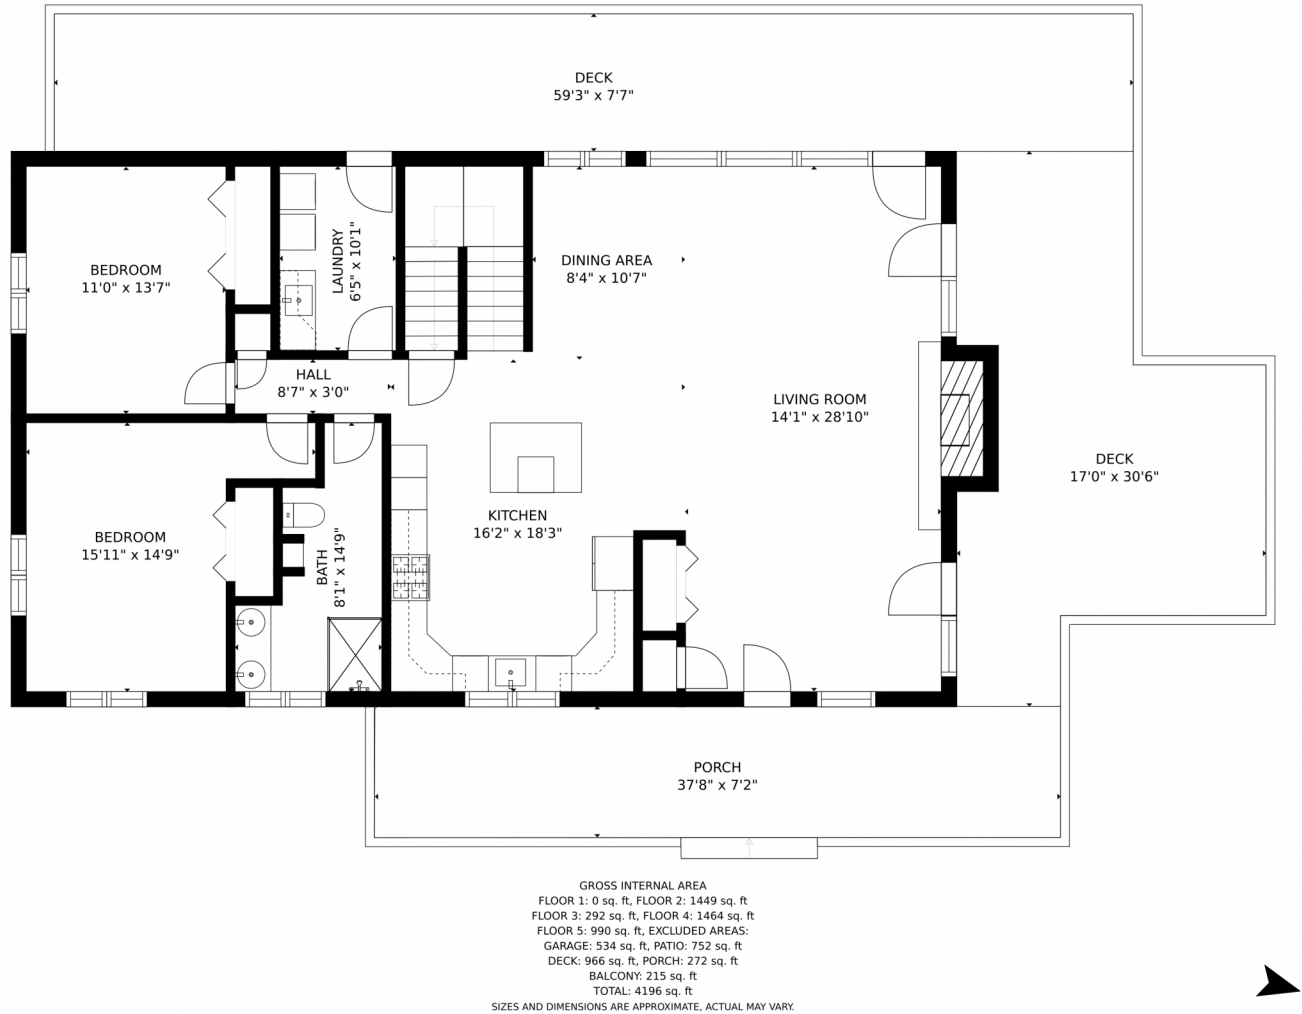 DECK
59'3" x 7'7"
BEDROOM
11'0" x 13'7"
LAUNDRY
6'5" x 10'1"
DINING AREA
8'4" x 10'7"
HALL
8'7" x 3'0"
LIVING ROOM
14'1" x 28'10"
DECK
17'0" x 30'6"
KITCHEN
16'2" x 18'3"
BEDROOM
15'11" x 14'9"
BATH
8'1" x 14'9"
PORCH
37'8" x 7'2"
GROSS INTERNAL AREA
FLOOR 1: 0 sq. ft, FLOOR 2: 1449 sq. ft
FLOOR 3: 292 sq. ft, FLOOR 4: 1464 sq. ft
FLOOR 5: 990 sq. ft, EXCLUDED AREAS:
GARAGE: 534 sq. ft, PATIO: 752 sq. ft
DECK: 966 sq. ft, PORCH: 272 sq. ft
BALCONY: 215 sq. ft
TOTAL: 4196 sq. ft
SIZES AND DIMENSIONS ARE APPROXIMATE, ACTUAL MAY VARY.